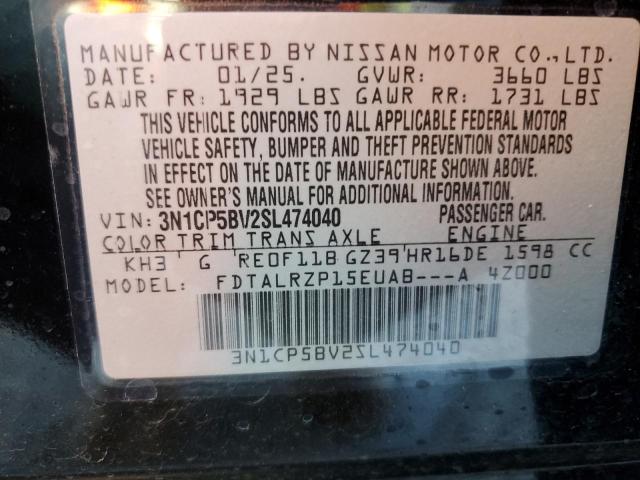 MANUFACTURED BY NISSAN MOTOR CO., LTD.
DATE: 01/25. GVWR: 3660 LBS
GAWR FR: 1929 LBS GAWR RR: 1731 LBS
THIS VEHICLE CONFORMS TO ALL APPLICABLE FEDERAL MOTOR
VEHICLE SAFETY, BUMPER AND THEFT PREVENTION STANDARDS
IN EFFECT ON THE DATE OF MANUFACTURE SHOWN ABOVE.
SEE OWNER'S MANUAL FOR ADDITIONAL INFORMATION.
VIN: 3N1CP5BV2SL474040 PASSENGER CAR.
COLOR TRIM TRANS AXLE ENGINE
KH3 G RE0F11B GZ39 HR16DE 1598 CC
MODEL: FDTALRZP15EUAB---A 4Z000
3N1CP5BV2SL474040